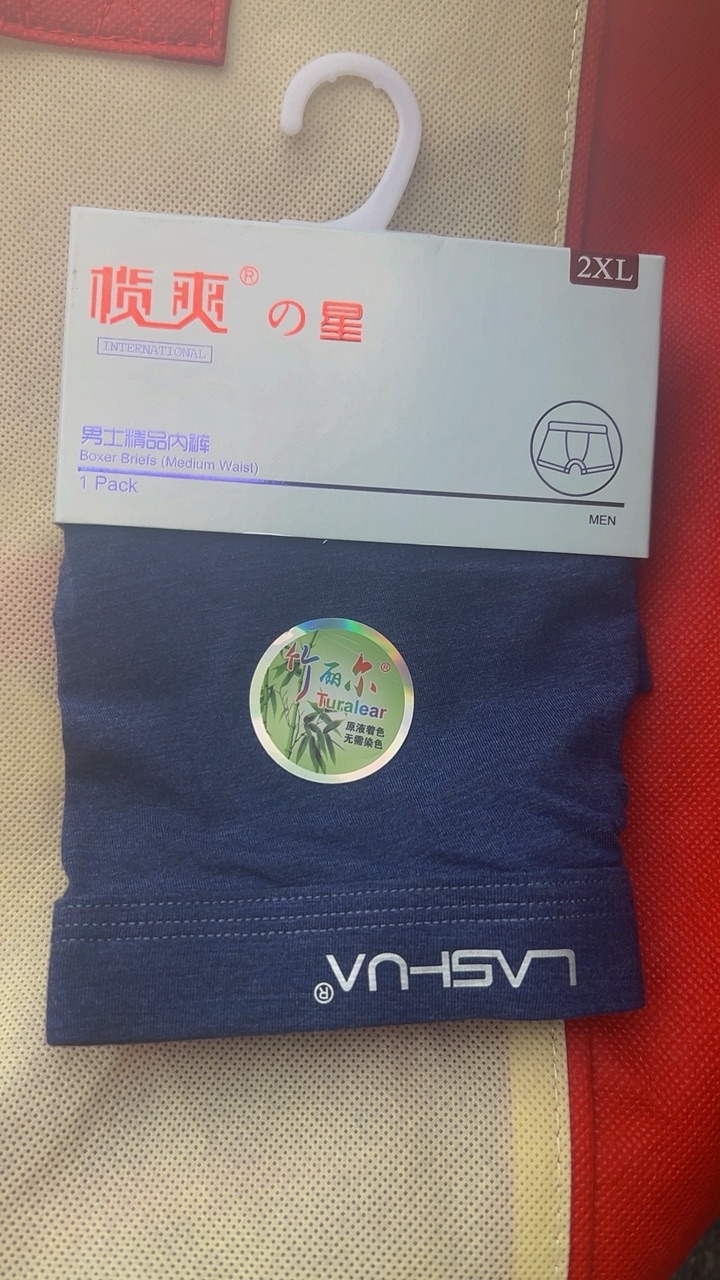 榄爽® の 星
2XL
INTERNATIONAL
男士精品内裤
Boxer Briefs (Medium Waist)
1 Pack
MEN
竹丽尔®
Turalear
原液着色
无需染色
LASHUA®